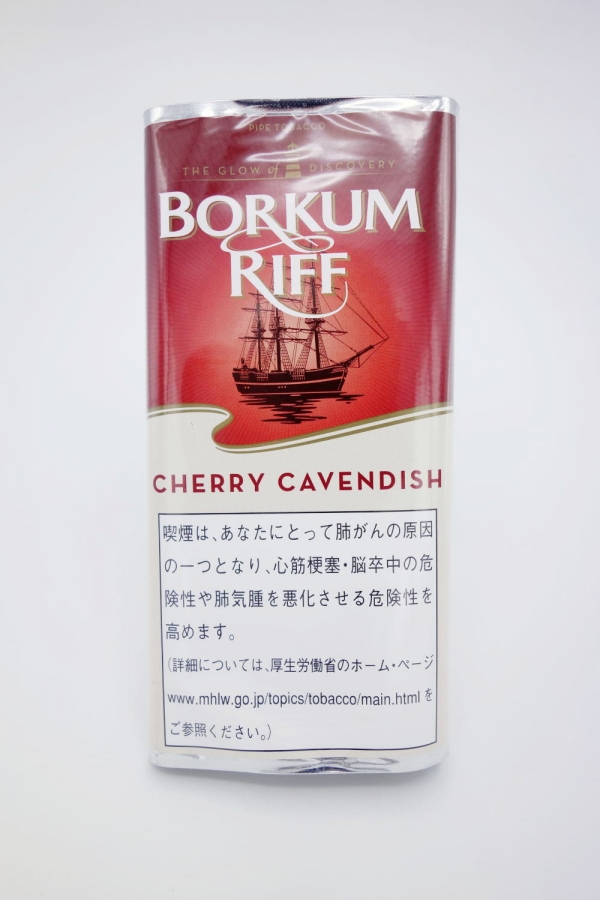 PIPE TOBACCO
THE GLOW of DISCOVERY
BORKUM
RIFF
CHERRY CAVENDISH
喫煙は、あなたにとって肺がんの原因
の一つとなり、心筋梗塞・脳卒中の危
険性や肺気腫を悪化させる危険性を
高めます。
（詳細については、厚生労働省のホーム・ページ
www.mhlw.go.jp/topics/tobacco/main.html を
ご参照ください。）